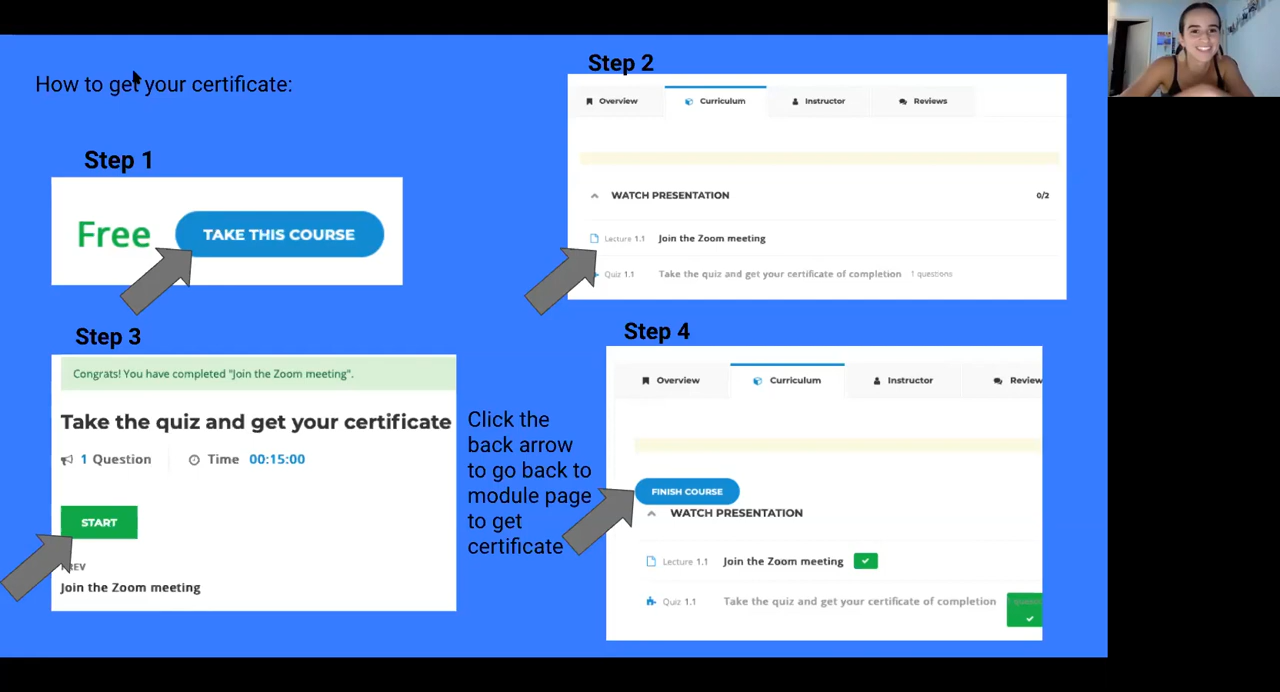 How to get your certificate:
Step 1
Free
TAKE THIS COURSE
Step 2
Overview
Curriculum
Instructor
Reviews
WATCH PRESENTATION
0/2
Lecture 1.1 Join the Zoom meeting
Quiz 1.1 Take the quiz and get your certificate of completion 1 questions
Step 3
Congrats! You have completed "Join the Zoom meeting".
Take the quiz and get your certificate
1 Question
Time 00:15:00
START
Join the Zoom meeting
Click the
back arrow
to go back to
module page
to get
certificate
Step 4
Overview
Curriculum
Instructor
FINISH COURSE
WATCH PRESENTATION
Lecture 1.1 Join the Zoom meeting
Quiz 1.1 Take the quiz and get your certificate of completion